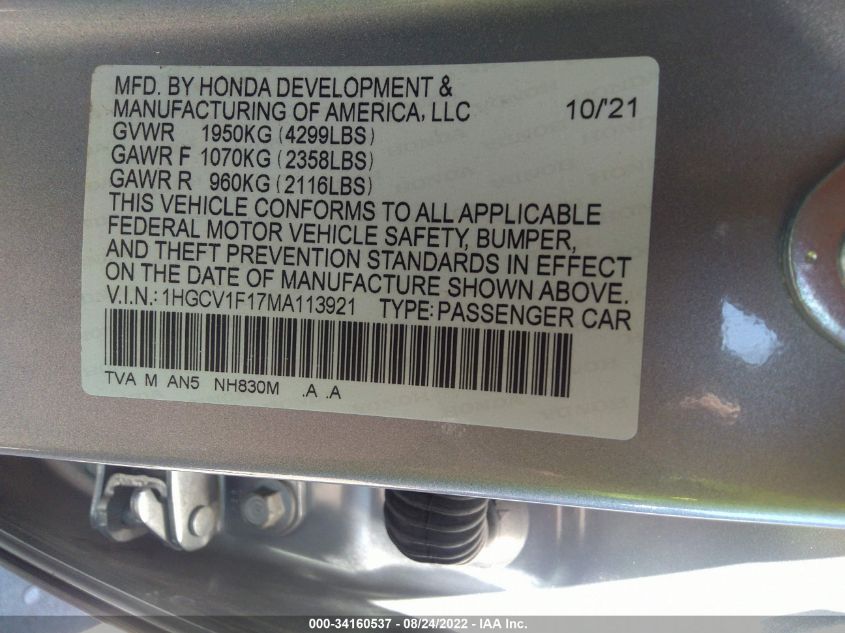 MFD. BY HONDA DEVELOPMENT &
MANUFACTURING OF AMERICA, LLC 10/'21
GVWR 1950KG (4299LBS)
GAWR F 1070KG (2358LBS)
GAWR R 960KG (2116LBS)
THIS VEHICLE CONFORMS TO ALL APPLICABLE
FEDERAL MOTOR VEHICLE SAFETY, BUMPER,
AND THEFT PREVENTION STANDARDS IN EFFECT
ON THE DATE OF MANUFACTURE SHOWN ABOVE.
V.I.N.: 1HGCV1F17MA113921 TYPE: PASSENGER CAR
TVA M AN5 NH830M .A .A
000-34160537 - 08/24/2022 - IAA Inc.